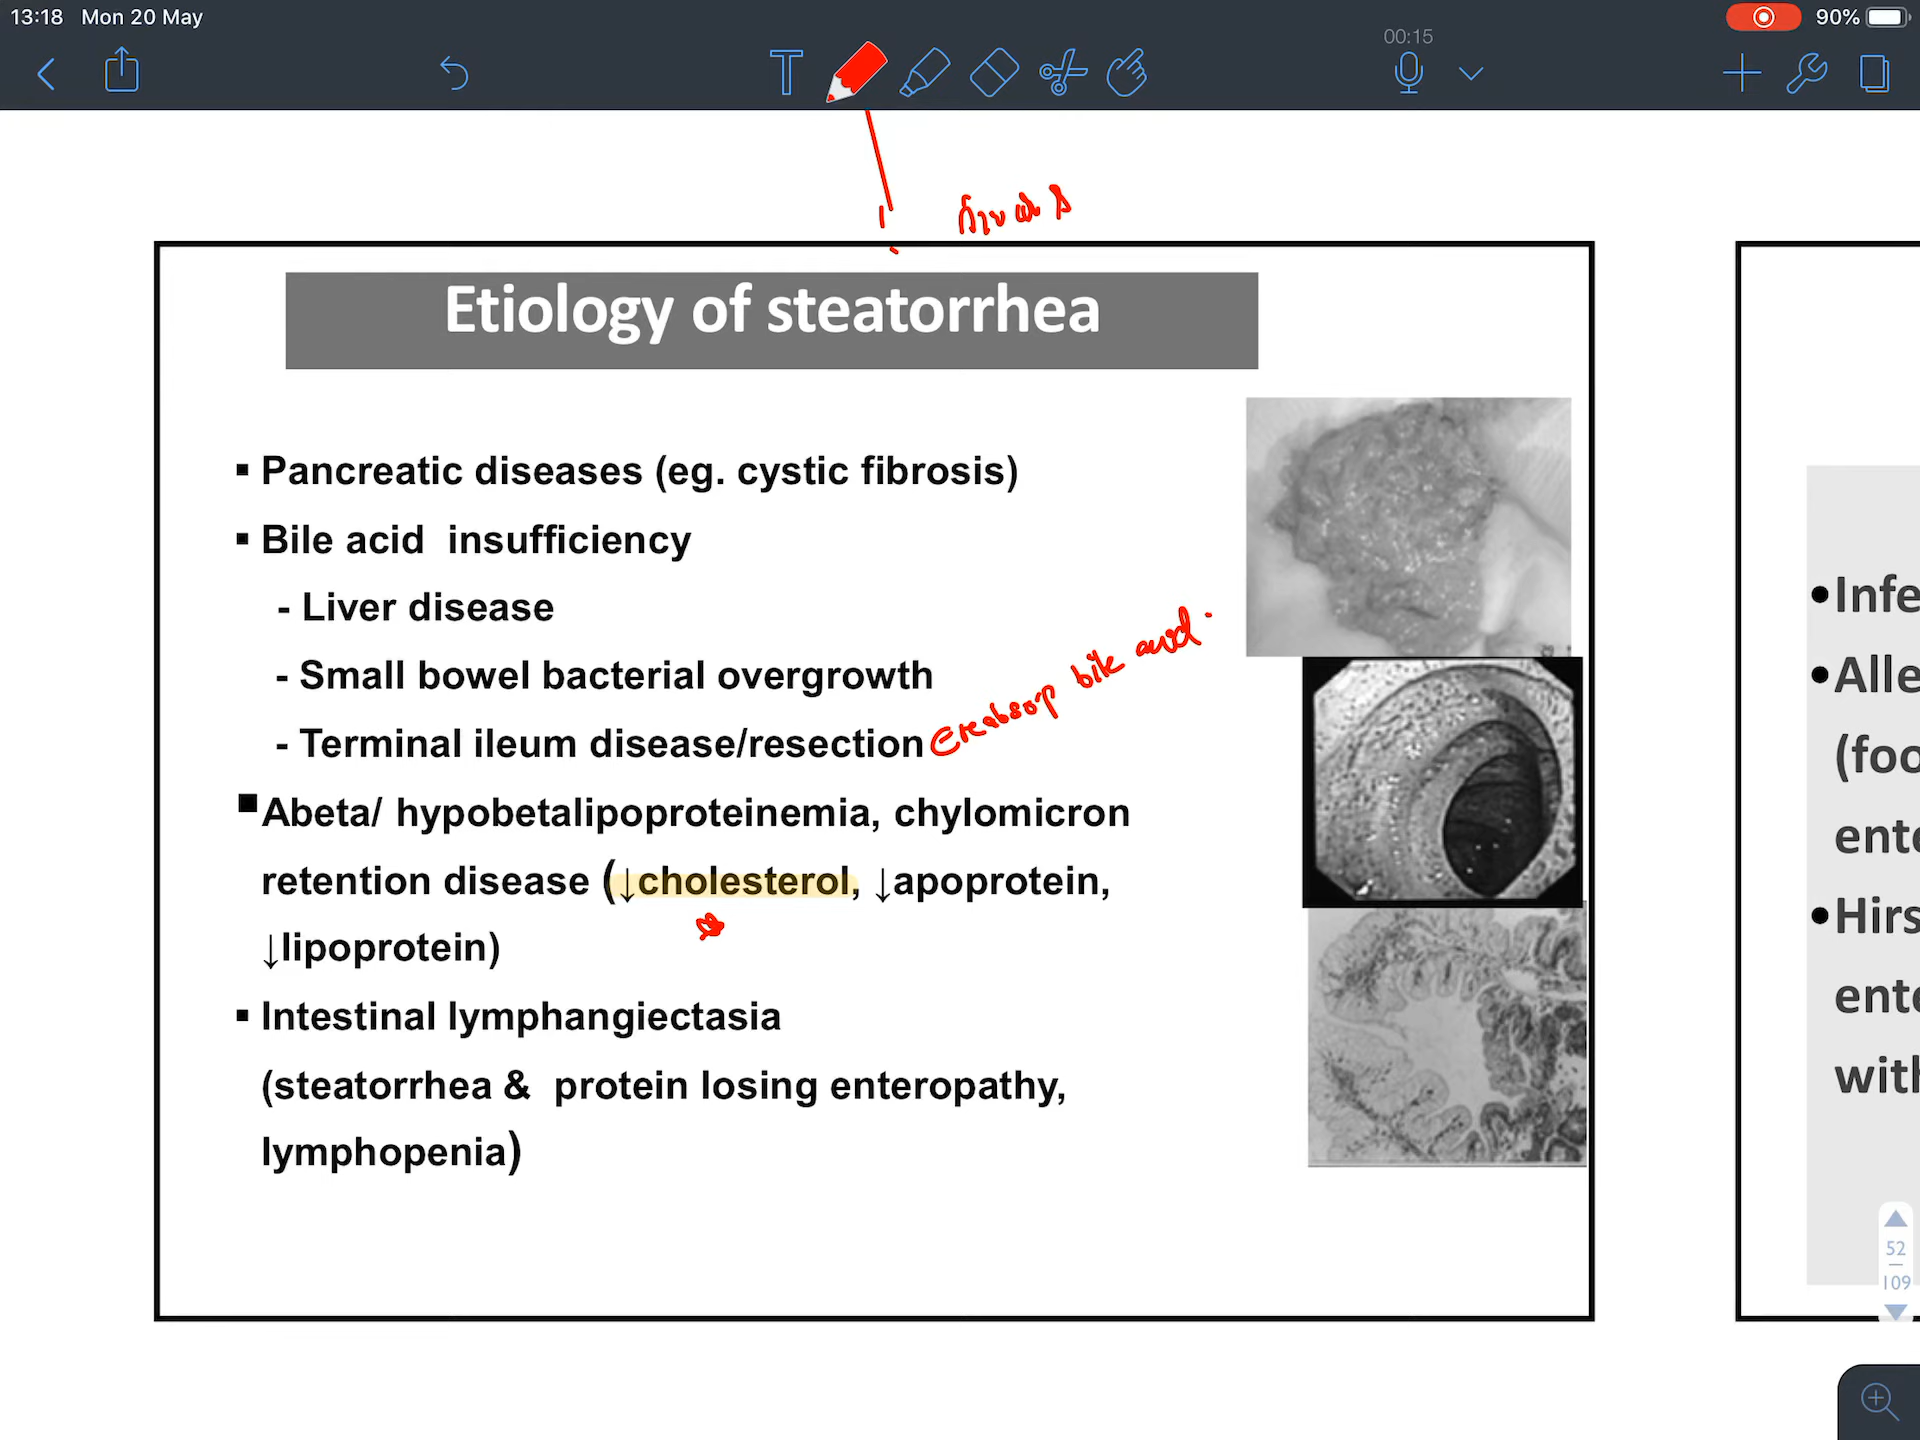 13:18 Mon 20 May
90%
00:15
T
Etiology of steatorrhea
▪ Pancreatic diseases (eg. cystic fibrosis)
▪ Bile acid  insufficiency
- Liver disease
- Small bowel bacterial overgrowth
- Terminal ileum disease/resection
reabsorp bile acid.
▪ Abeta/ hypobetalipoproteinemia, chylomicron
retention disease (↓cholesterol, ↓apoprotein,
↓lipoprotein)
▪ Intestinal lymphangiectasia
(steatorrhea &  protein losing enteropathy,
lymphopenia)
•Infe
•Alle
(foo
ente
•Hirs
ente
with
52
109